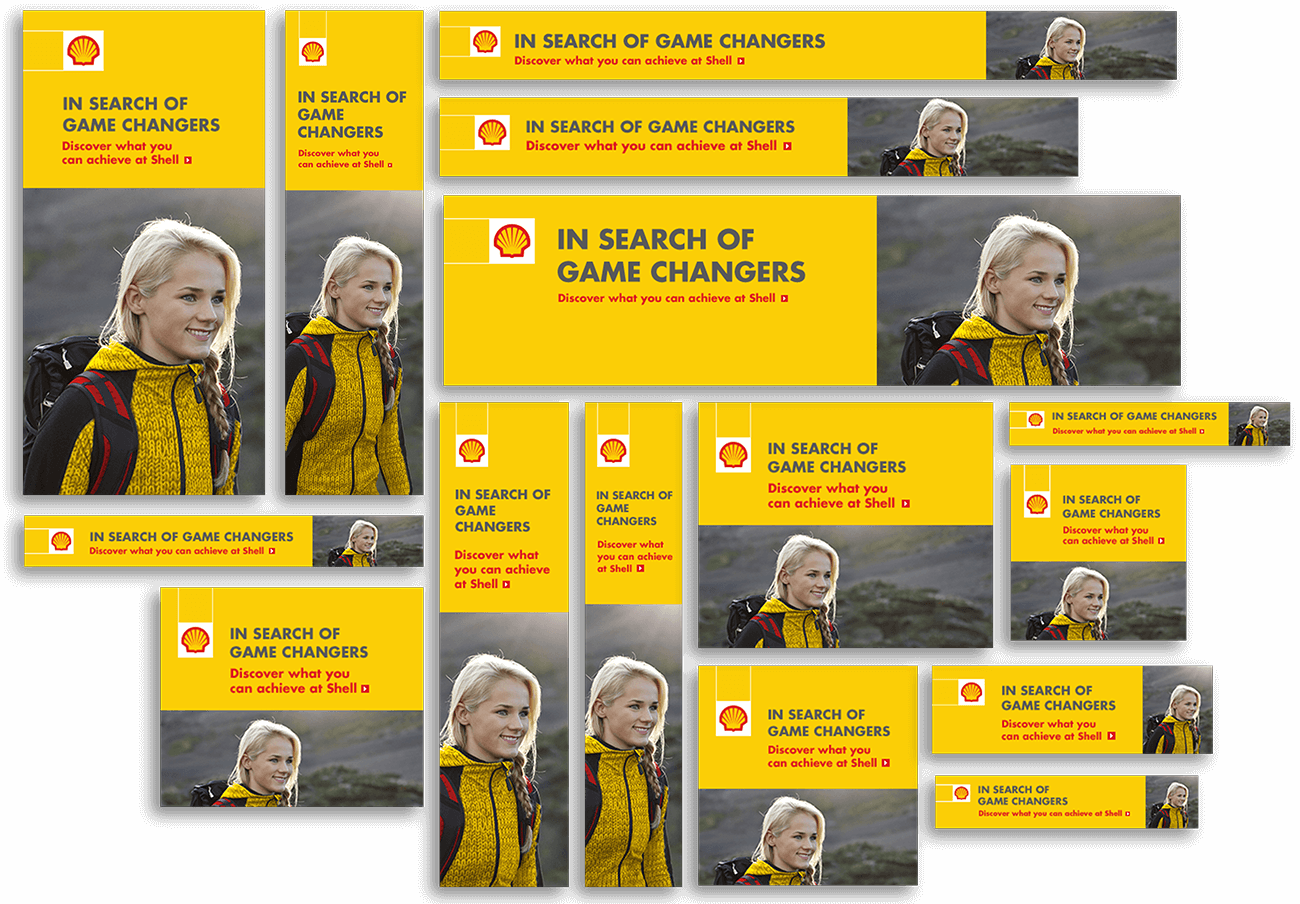 IN SEARCH OF
GAME CHANGERS
Discover what you
can achieve at Shell
IN SEARCH OF
GAME
CHANGERS
Discover what you
can achieve at Shell
IN SEARCH OF GAME CHANGERS
Discover what you can achieve at Shell
IN SEARCH OF GAME CHANGERS
Discover what you can achieve at Shell
IN SEARCH OF
GAME CHANGERS
Discover what you can achieve at Shell
IN SEARCH OF GAME CHANGERS
Discover what you can achieve at Shell
IN SEARCH OF
GAME CHANGERS
Discover what you
can achieve at Shell
IN SEARCH OF
GAME
CHANGERS
Discover what
you can achieve
at Shell
IN SEARCH OF
GAME
CHANGERS
Discover what
you can achieve
at Shell
IN SEARCH OF
GAME CHANGERS
Discover what you
can achieve at Shell
IN SEARCH OF GAME CHANGERS
Discover what you can achieve at Shell
IN SEARCH OF
GAME CHANGERS
Discover what you
can achieve at Shell
IN SEARCH OF
GAME CHANGERS
Discover what you
can achieve at Shell
IN SEARCH OF
GAME CHANGERS
Discover what you
can achieve at Shell
IN SEARCH OF
GAME CHANGERS
Discover what you can achieve at Shell